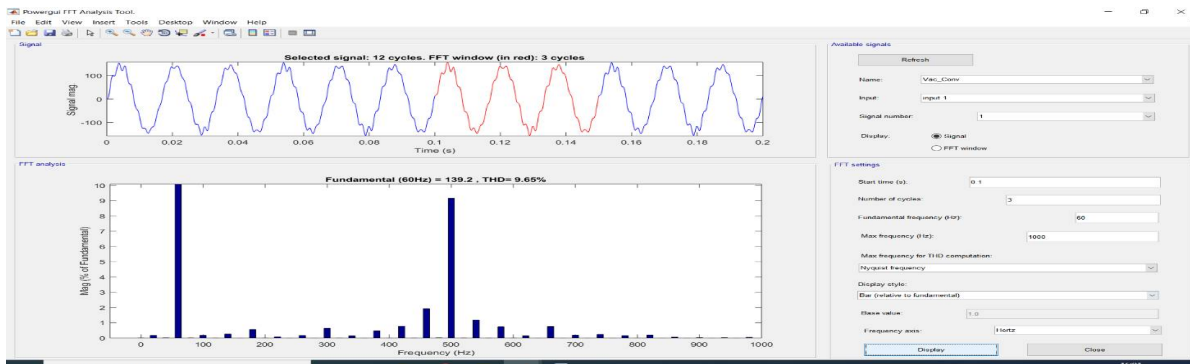 Powergui FFT Analysis Tool.
File Edit View Insert Tools Desktop Window Help
Signal
Selected signal: 12 cycles. FFT window (in red): 3 cycles
Signal mag.
100
0
-100
0 0.02 0.04 0.06 0.08 0.1 0.12 0.14 0.16 0.18 0.2
Time (s)
FFT analysis
Fundamental (60Hz) = 139.2 , THD= 9.65%
Mag (% of Fundamental)
10
9
8
7
6
5
4
3
2
1
0
0 100 200 300 400 500 600 700 800 900 1000
Frequency (Hz)
Available signals
Refresh
Name: Vac_Conv
Input: input 1
Signal number: 1
Display: Signal
FFT window
FFT settings
Start time (s): 0.1
Number of cycles: 3
Fundamental frequency (Hz): 60
Max frequency (Hz): 1000
Max frequency for THD computation:
Nyquist frequency
Display style:
Bar (relative to fundamental)
Base value: 1.0
Frequency axis: Hertz
Display Close